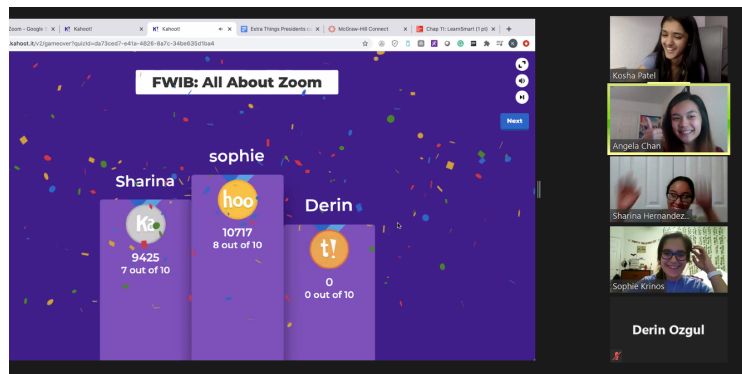 Zoom - Google S
Kahoot!
Kahoot!
Extra Things Presidents
McGraw-Hill Connect
Chap 11: LearnSmart (1 pt)
.kahoot.it/v2/gameover?quizId=da73ced7-e41a-4826-8a7c-34be635d1ba4
FWIB: All About Zoom
Next
sophie
Sharina
Derin
Ka
hoo
t!
9425
7 out of 10
10717
8 out of 10
0
0 out of 10
Kosha Patel
Angela Chan
Sharina Hernandez...
Sophie Krinos
Derin Ozgul